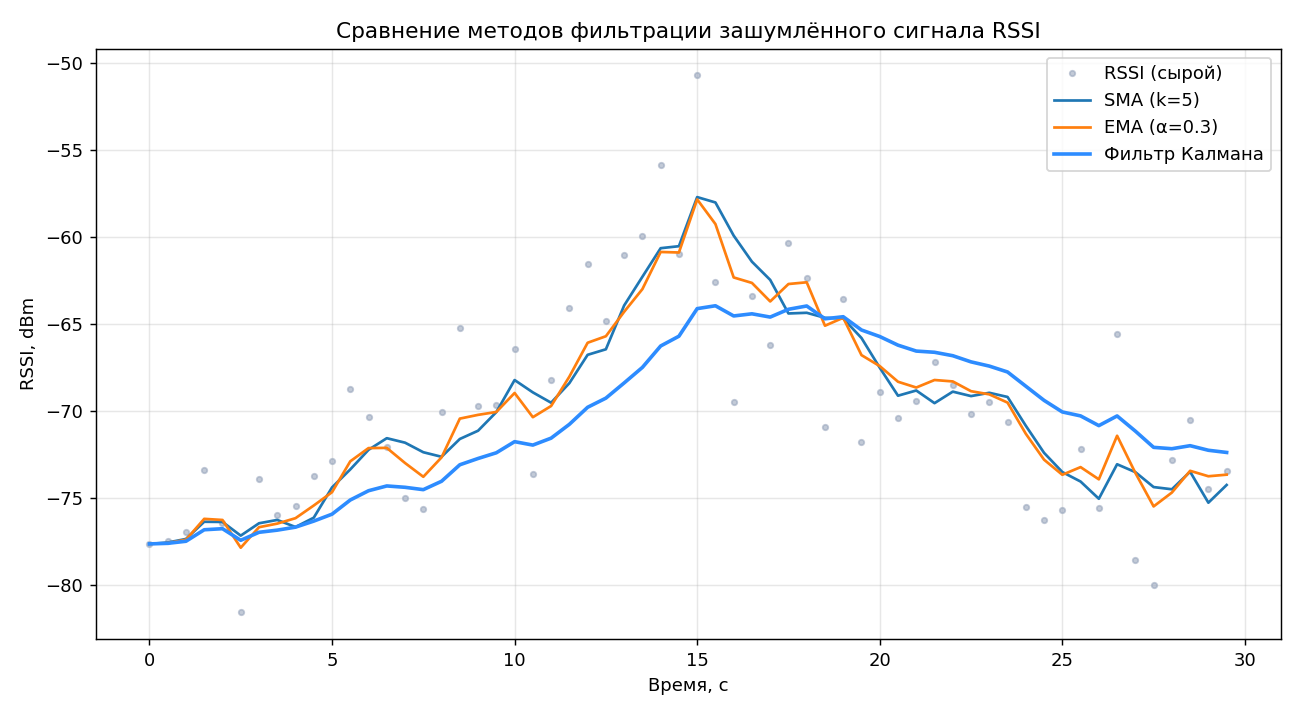 Сравнение методов фильтрации зашумлённого сигнала RSSI
RSSI (сырой)
SMA (k=5)
EMA (α=0.3)
Фильтр Калмана
RSSI, dBm
−50
−55
−60
−65
−70
−75
−80
0
5
10
15
20
25
30
Время, с